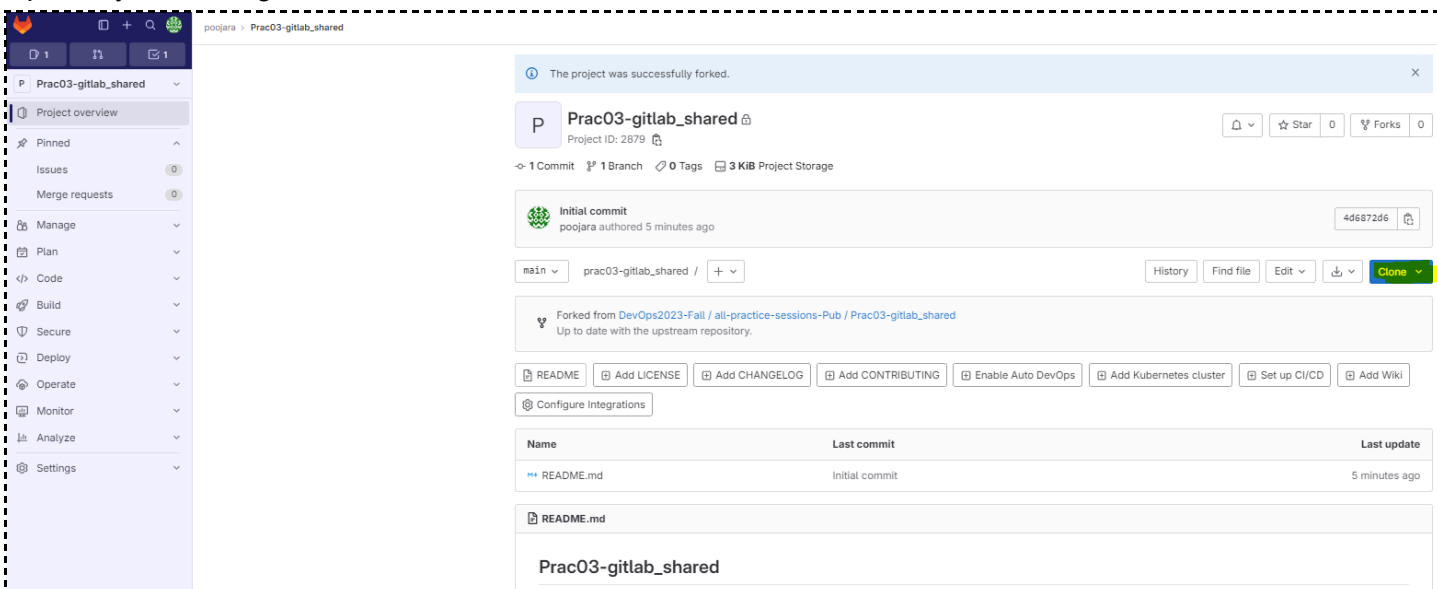 poojara > Prac03-gitlab_shared
1
1
P Prac03-gitlab_shared
Project overview
Pinned
Issues 0
Merge requests 0
Manage
Plan
Code
Build
Secure
Deploy
Operate
Monitor
Analyze
Settings
The project was successfully forked.
P
Prac03-gitlab_shared
Project ID: 2879
Star 0
Forks 0
1 Commit 1 Branch 0 Tags 3 KiB Project Storage
Initial commit
poojara authored 5 minutes ago
4d6872d6
main prac03-gitlab_shared / +
History Find file Edit Clone
Forked from DevOps2023-Fall / all-practice-sessions-Pub / Prac03-gitlab_shared
Up to date with the upstream repository.
README Add LICENSE Add CHANGELOG Add CONTRIBUTING Enable Auto DevOps Add Kubernetes cluster Set up CI/CD Add Wiki
Configure Integrations
Name Last commit Last update
README.md Initial commit 5 minutes ago
README.md
Prac03-gitlab_shared